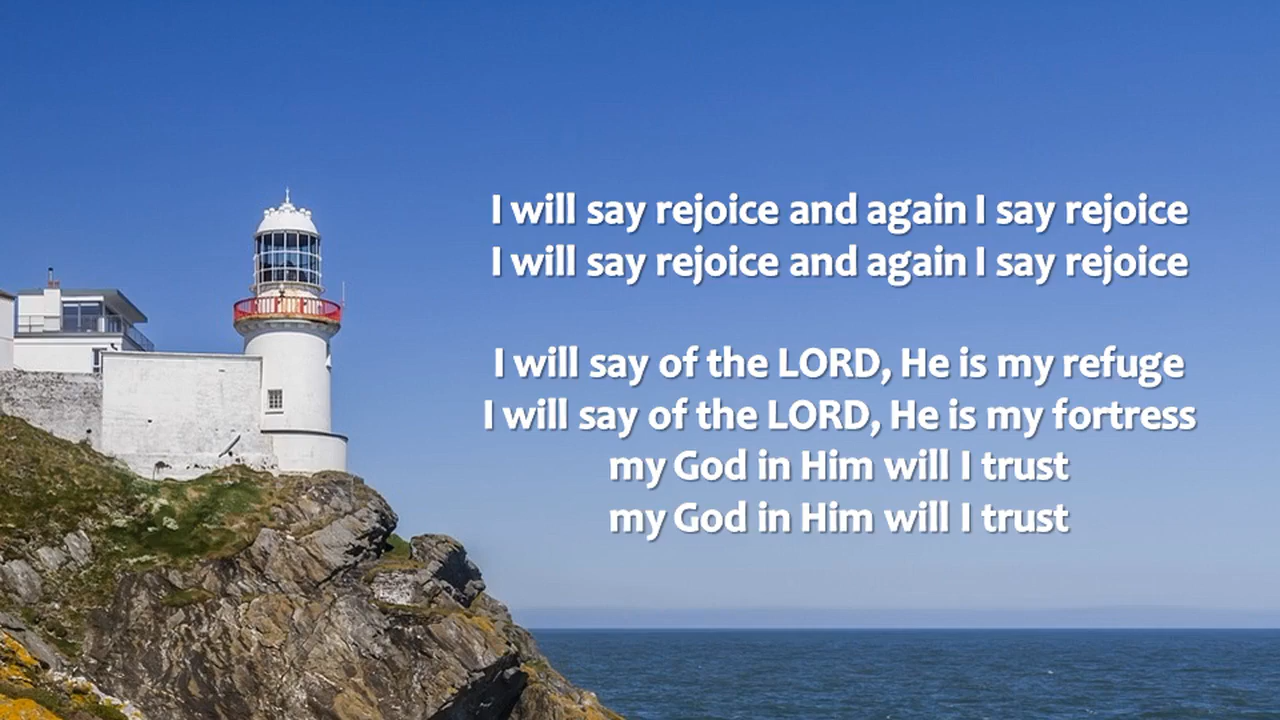 I will say rejoice and again I say rejoice
I will say rejoice and again I say rejoice
I will say of the LORD, He is my refuge
I will say of the LORD, He is my fortress
my God in Him will I trust
my God in Him will I trust